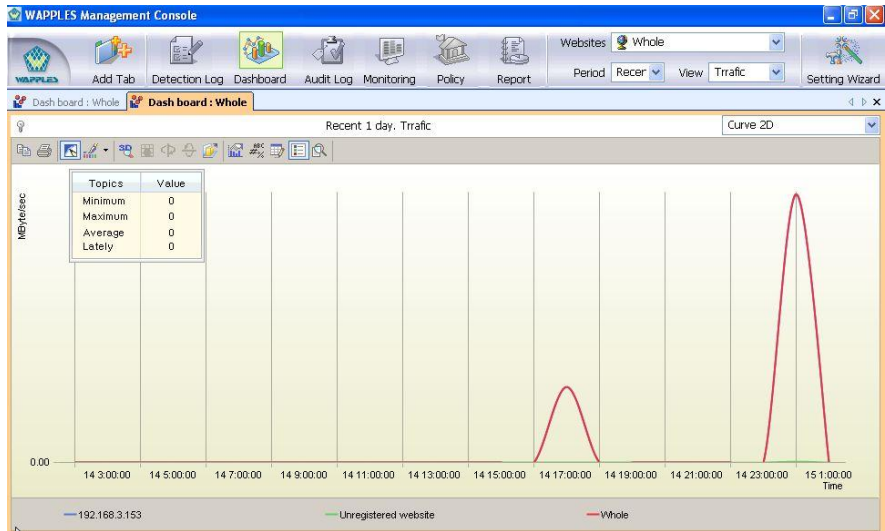 WAPPLES Management Console
WAPPLES
Add Tab
Detection Log
Dashboard
Audit Log
Monitoring
Policy
Report
Websites Whole
Period Recer View Trrafic
Setting Wizard
Dash board : Whole
Dash board : Whole
Recent 1 day. Trrafic
Curve 2D
3D
ABC
Topics Value
Minimum 0
Maximum 0
Average 0
Lately 0
MByte/sec
0.00
14 3:00:00 14 5:00:00 14 7:00:00 14 9:00:00 14 11:00:00 14 13:00:00 14 15:00:00 14 17:00:00 14 19:00:00 14 21:00:00 14 23:00:00 15 1:00:00
Time
192.168.3.153 Unregistered website Whole